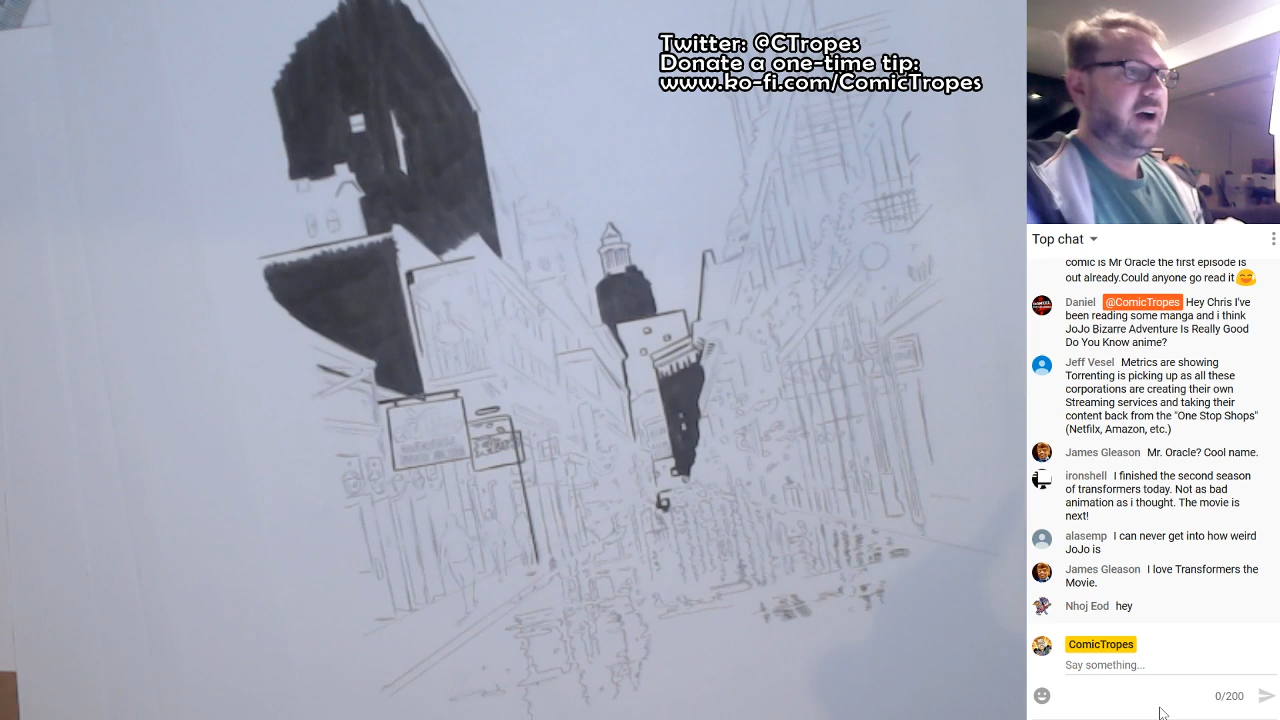 Twitter: @CTropes
Donate a one-time tip:
www.ko-fi.com/ComicTropes
Top chat
comic is Mr Oracle the first episode is
out already.Could anyone go read it
Daniel @ComicTropes Hey Chris I've
been reading some manga and i think
JoJo Bizarre Adventure Is Really Good
Do You Know anime?
Jeff Vesel Metrics are showing
Torrenting is picking up as all these
corporations are creating their own
Streaming services and taking their
content back from the "One Stop Shops"
(Netfilx, Amazon, etc.)
James Gleason Mr. Oracle? Cool name.
ironshell I finished the second season
of transformers today. Not as bad
animation as i thought. The movie is
next!
alasemp I can never get into how weird
JoJo is
James Gleason I love Transformers the
Movie.
Nhoj Eod hey
ComicTropes
Say something...
0/200